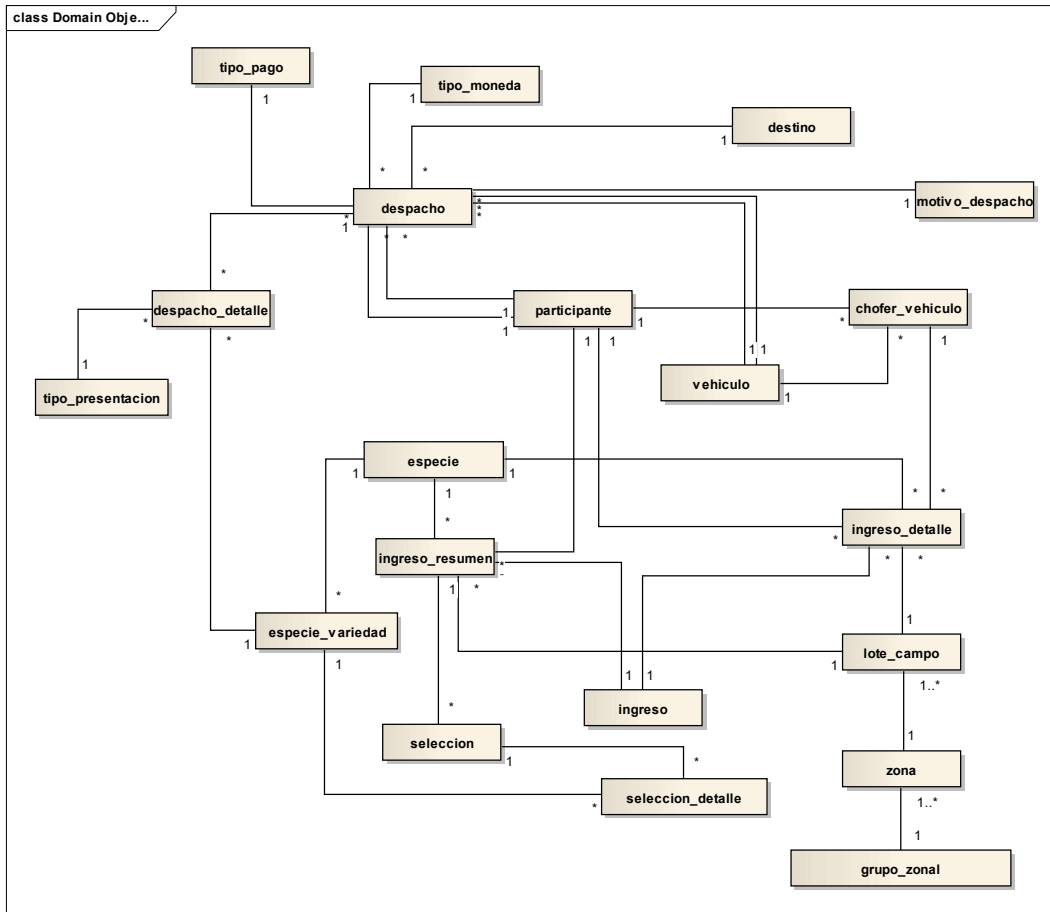 class Domain Obje...
tipo_pago
1
tipo_moneda
1
destino
1
*
*
despacho
*
*
*
*
1
*
*
motivo_despacho
1
*
despacho_detalle
*
*
participante
1
1
1
1
1
chofer_vehiculo
*
*
1
1
1
vehiculo
1
1
tipo_presentacion
especie
1
1
1
*
*
*
ingreso_detalle
*
*
*
ingreso_resumen
*
1
*
*
especie_variedad
1
1
1
lote_campo
1
1..*
1
1
ingreso
*
seleccion
1
*
1
zona
1..*
seleccion_detalle
*
1
grupo_zonal